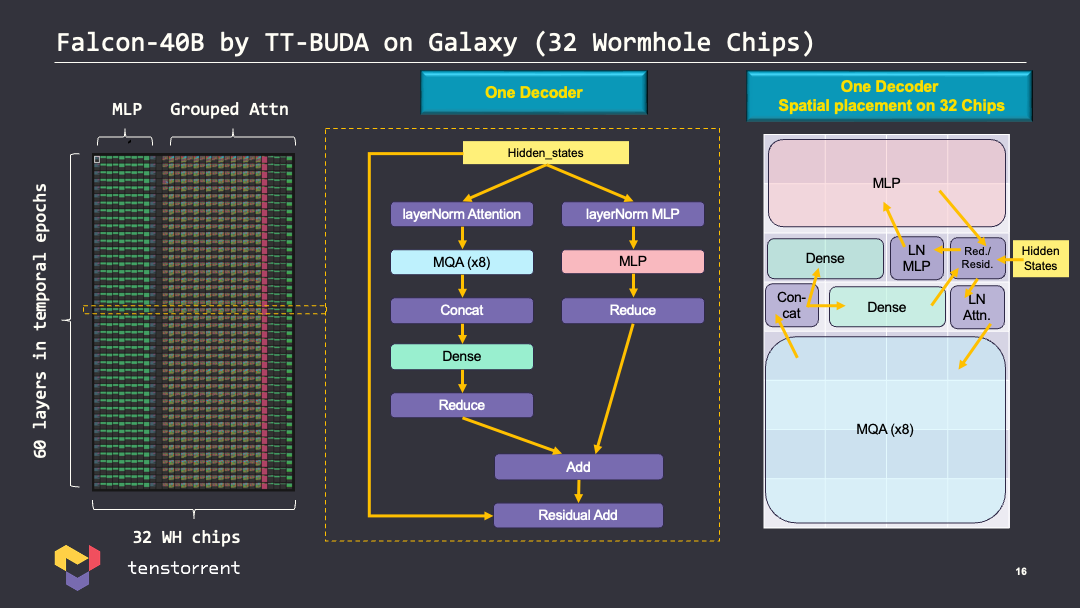 Falcon-40B by TT-BUDA on Galaxy (32 Wormhole Chips)
MLP
Grouped Attn
60 layers in temporal epochs
32 WH chips
One Decoder
Hidden_states
layerNorm Attention
layerNorm MLP
MQA (x8)
MLP
Concat
Reduce
Dense
Reduce
Add
Residual Add
One Decoder
Spatial placement on 32 Chips
MLP
Dense
LN
MLP
Red./
Resid.
Hidden
States
Con-
cat
Dense
LN
Attn.
MQA (x8)
tenstorrent
16